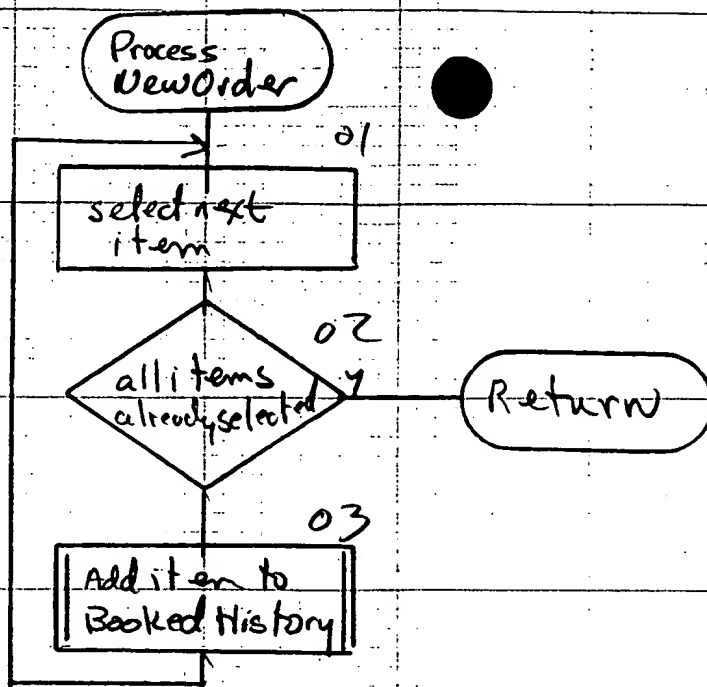 Process
NewOrder
01
select next
item
02
all items
already selected
y
Return
03
Add item to
Booked History